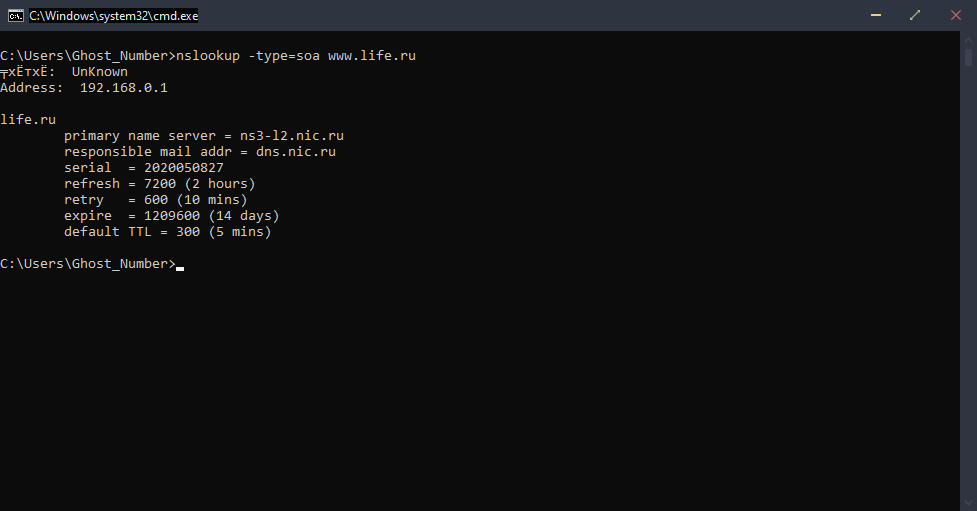 C:\Windows\system32\cmd.exe
C:\Users\Ghost_Number>nslookup -type=soa www.life.ru
╤хЁтхЁ:  UnKnown
Address:  192.168.0.1
life.ru
primary name server = ns3-l2.nic.ru
responsible mail addr = dns.nic.ru
serial  = 2020050827
refresh = 7200 (2 hours)
retry   = 600 (10 mins)
expire  = 1209600 (14 days)
default TTL = 300 (5 mins)
C:\Users\Ghost_Number>